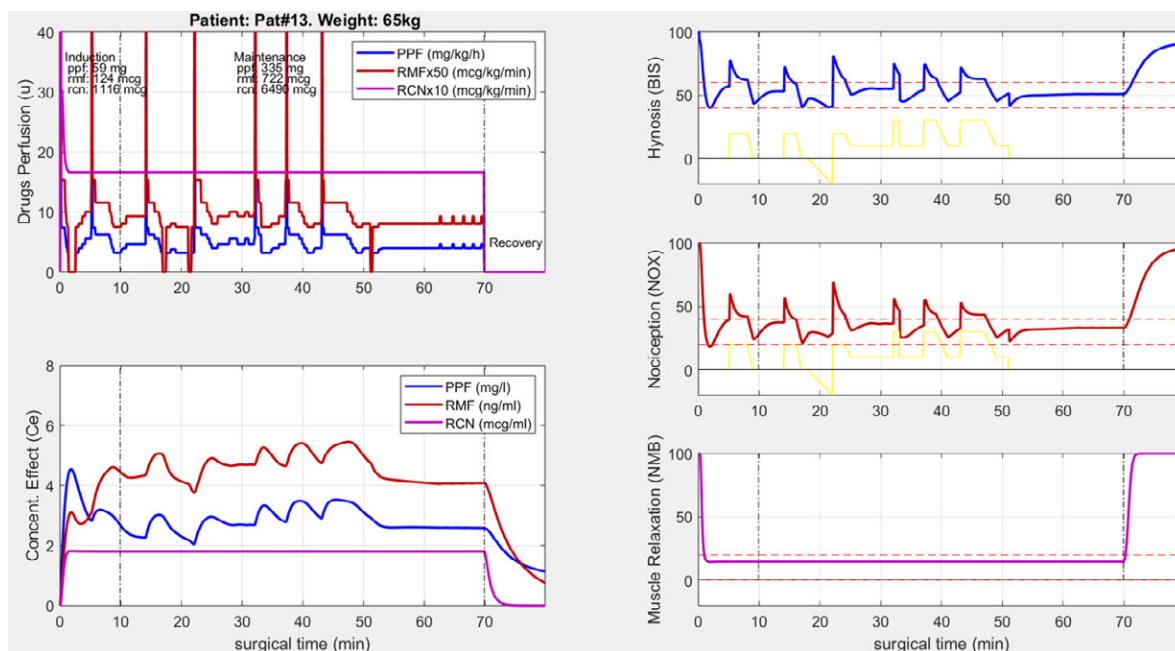 Patient: Pat#13. Weight: 65kg
40
30
20
10
0
Drugs Perfusion (u)
Induction
ppf: 59 mg
rmf: 124 mcg
rcn: 1116 mcg
Maintenance
ppf: 335 mg
rmf: 722 mcg
rcn: 6490 mcg
PPF (mg/kg/h)
RMFx50 (mcg/kg/min)
RCNx10 (mcg/kg/min)
Recovery
0 10 20 30 40 50 60 70
8
6
4
2
0
Concent. Effect (Ce)
PPF (mg/l)
RMF (ng/ml)
RCN (mcg/ml)
0 10 20 30 40 50 60 70
surgical time (min)
100
50
0
Hynosis (BIS)
0 10 20 30 40 50 60 70
100
50
0
Nociception (NOX)
0 10 20 30 40 50 60 70
100
50
0
Muscle Relaxation (NMB)
0 10 20 30 40 50 60 70
surgical time (min)